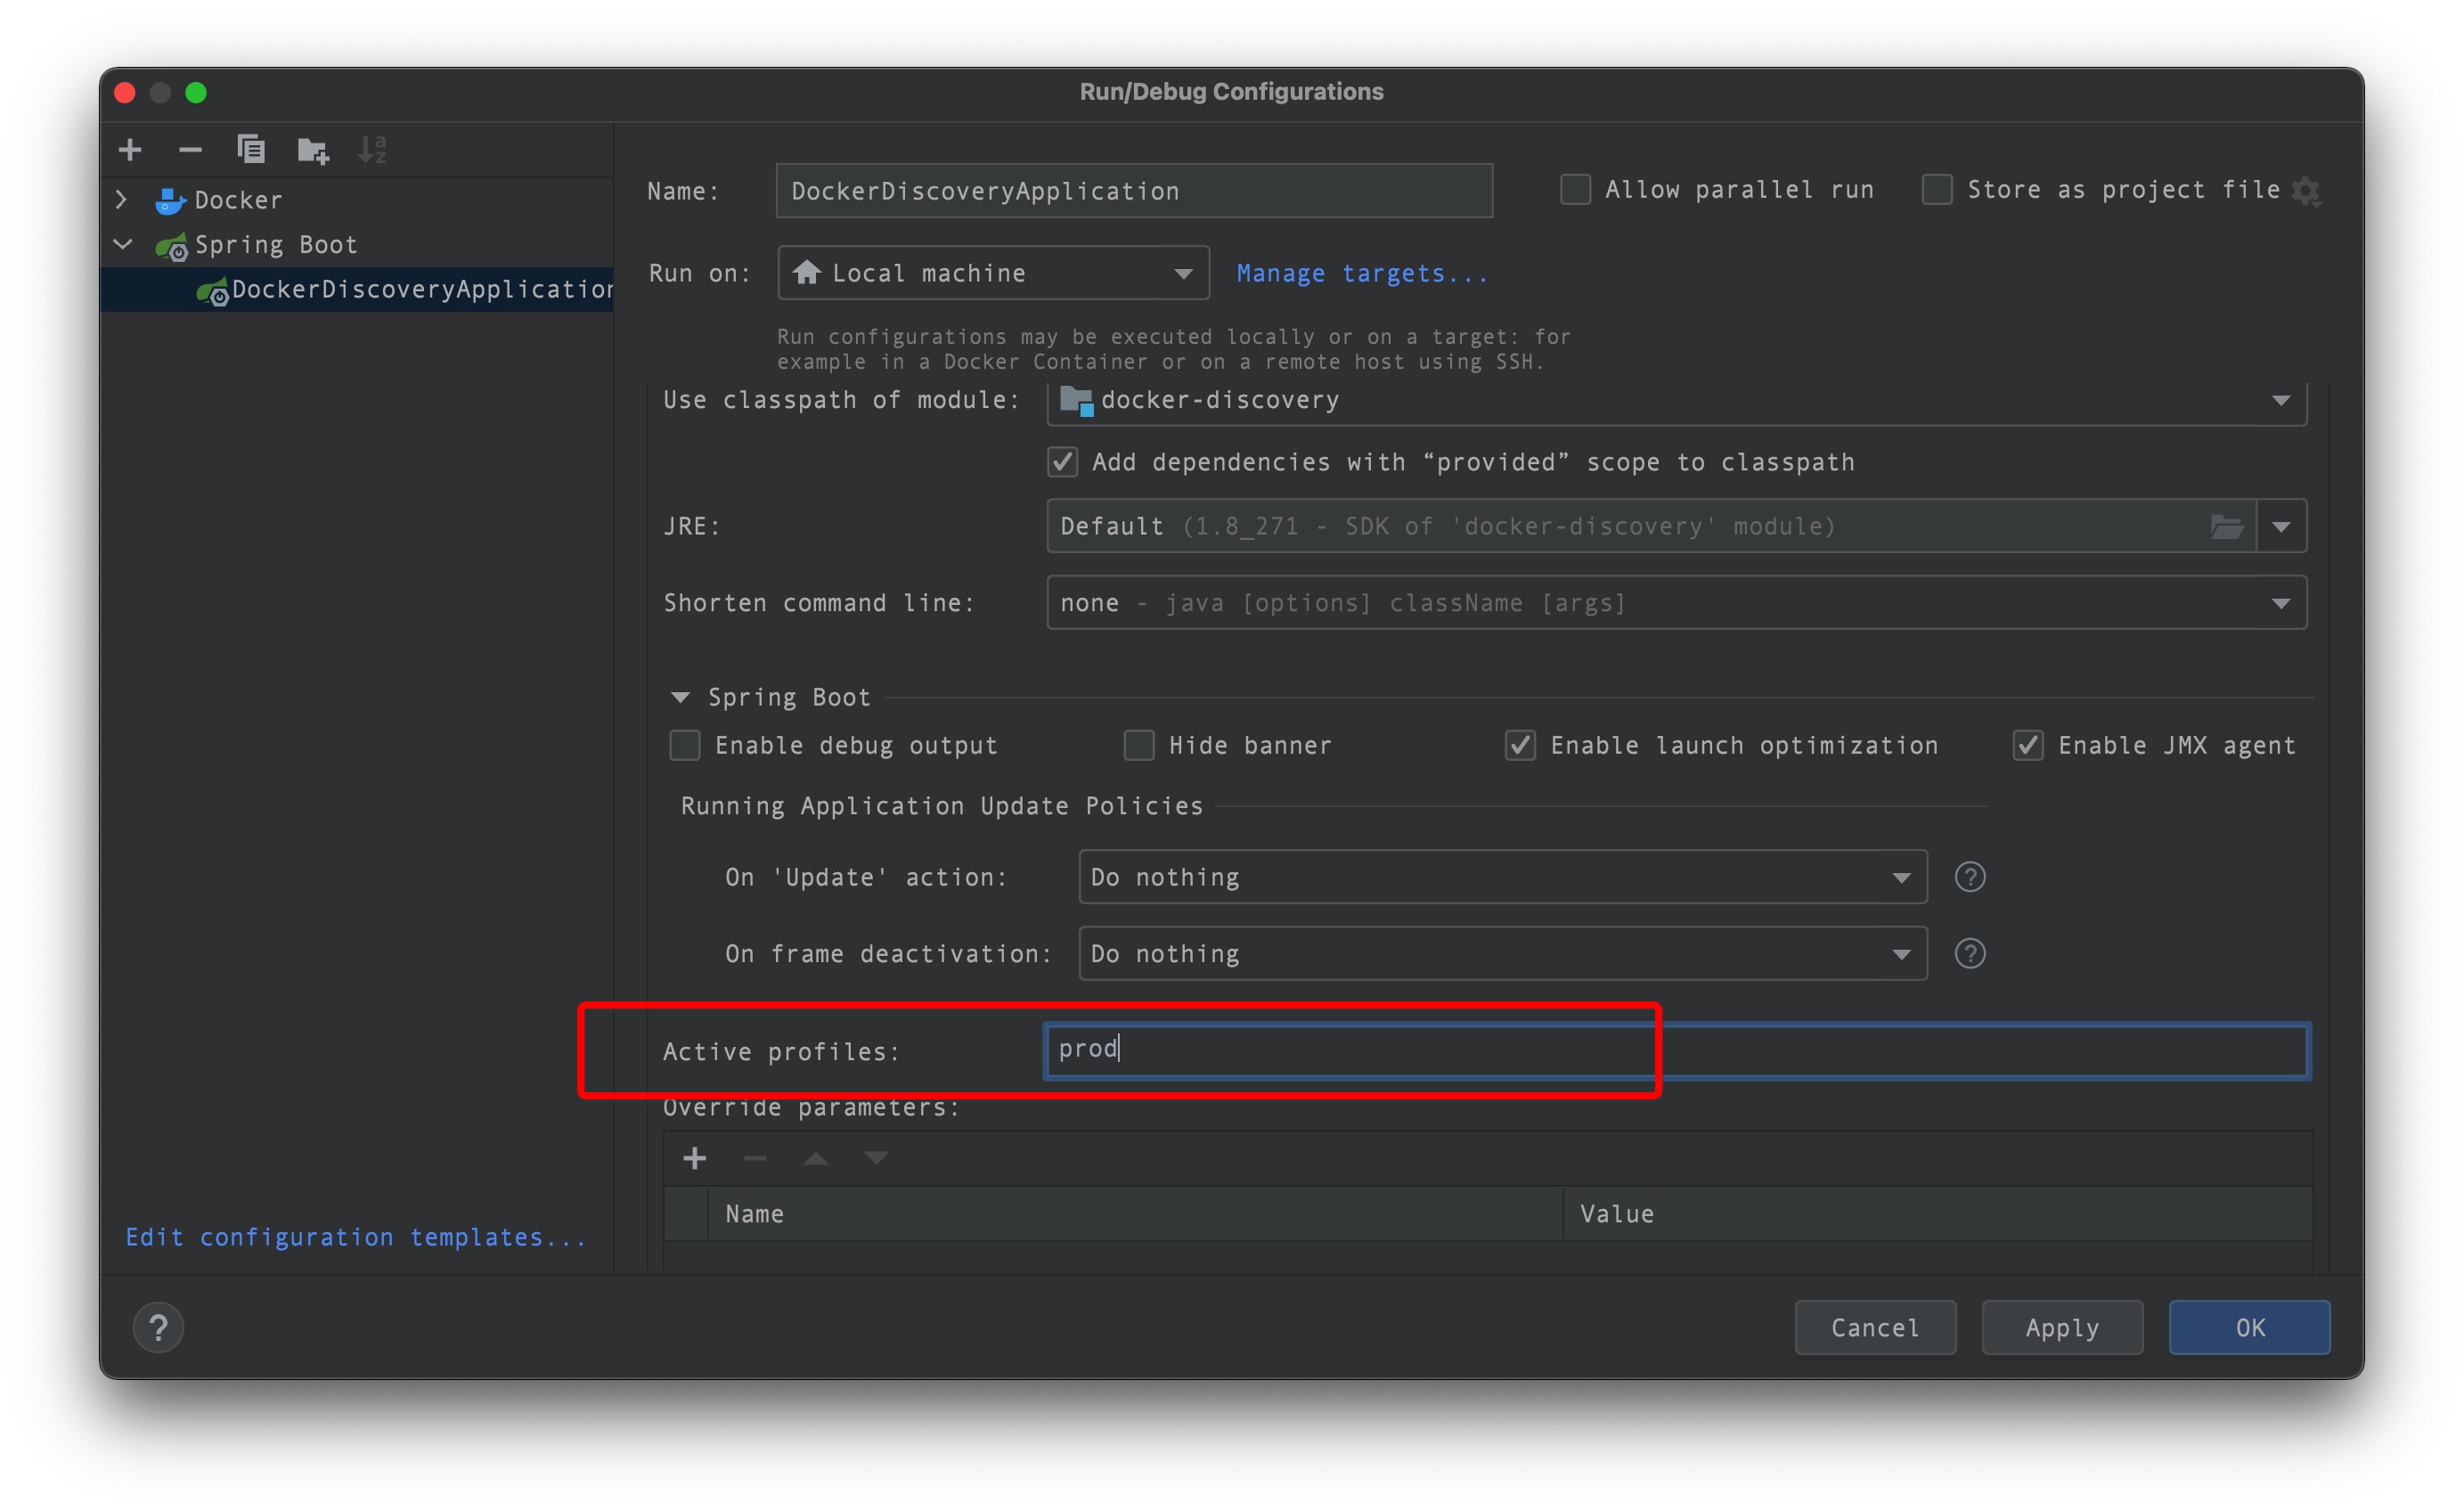 Run/Debug Configurations
Docker
Spring Boot
DockerDiscoveryApplication
Edit configuration templates...
Name: DockerDiscoveryApplication
Allow parallel run
Store as project file
Run on: Local machine Manage targets...
Run configurations may be executed locally or on a target: for
example in a Docker Container or on a remote host using SSH.
Use classpath of module: docker-discovery
Add dependencies with “provided” scope to classpath
JRE: Default (1.8_271 - SDK of 'docker-discovery' module)
Shorten command line: none - java [options] className [args]
Spring Boot
Enable debug output Hide banner Enable launch optimization Enable JMX agent
Running Application Update Policies
On 'Update' action: Do nothing ?
On frame deactivation: Do nothing ?
Active profiles: prod
Override parameters:
Name Value
? Cancel Apply OK